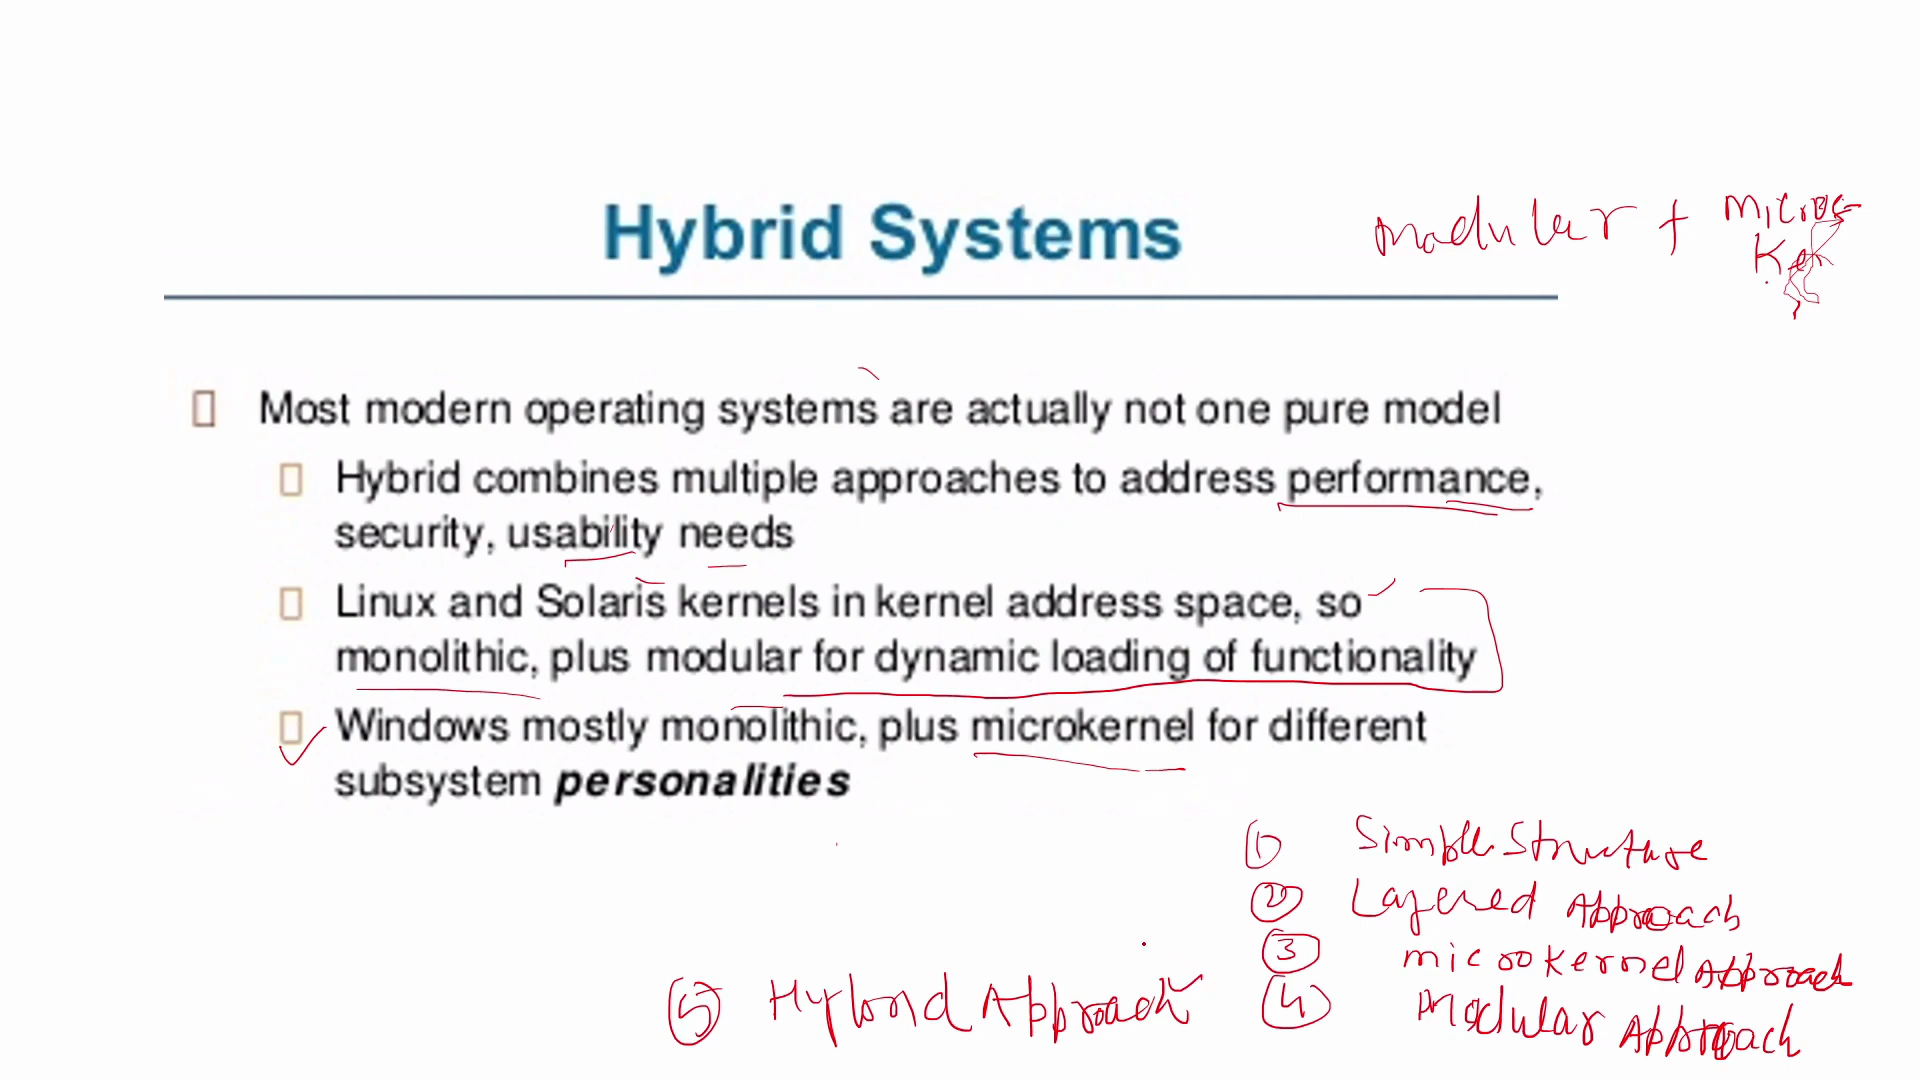 Hybrid Systems
modular + micro
Ker
Most modern operating systems are actually not one pure model
Hybrid combines multiple approaches to address performance,
security, usability needs
Linux and Solaris kernels in kernel address space, so
monolithic, plus modular for dynamic loading of functionality
Windows mostly monolithic, plus microkernel for different
subsystem personalities
① Simple Structure
② Layered Approach
③ microkernel Approach
④ Modular Approach
⑤ Hybrid Approach